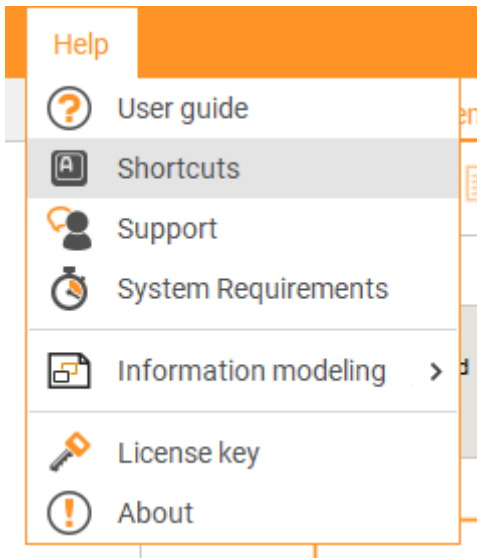 Help
User guide
Shortcuts
Support
System Requirements
Information modeling
License key
About